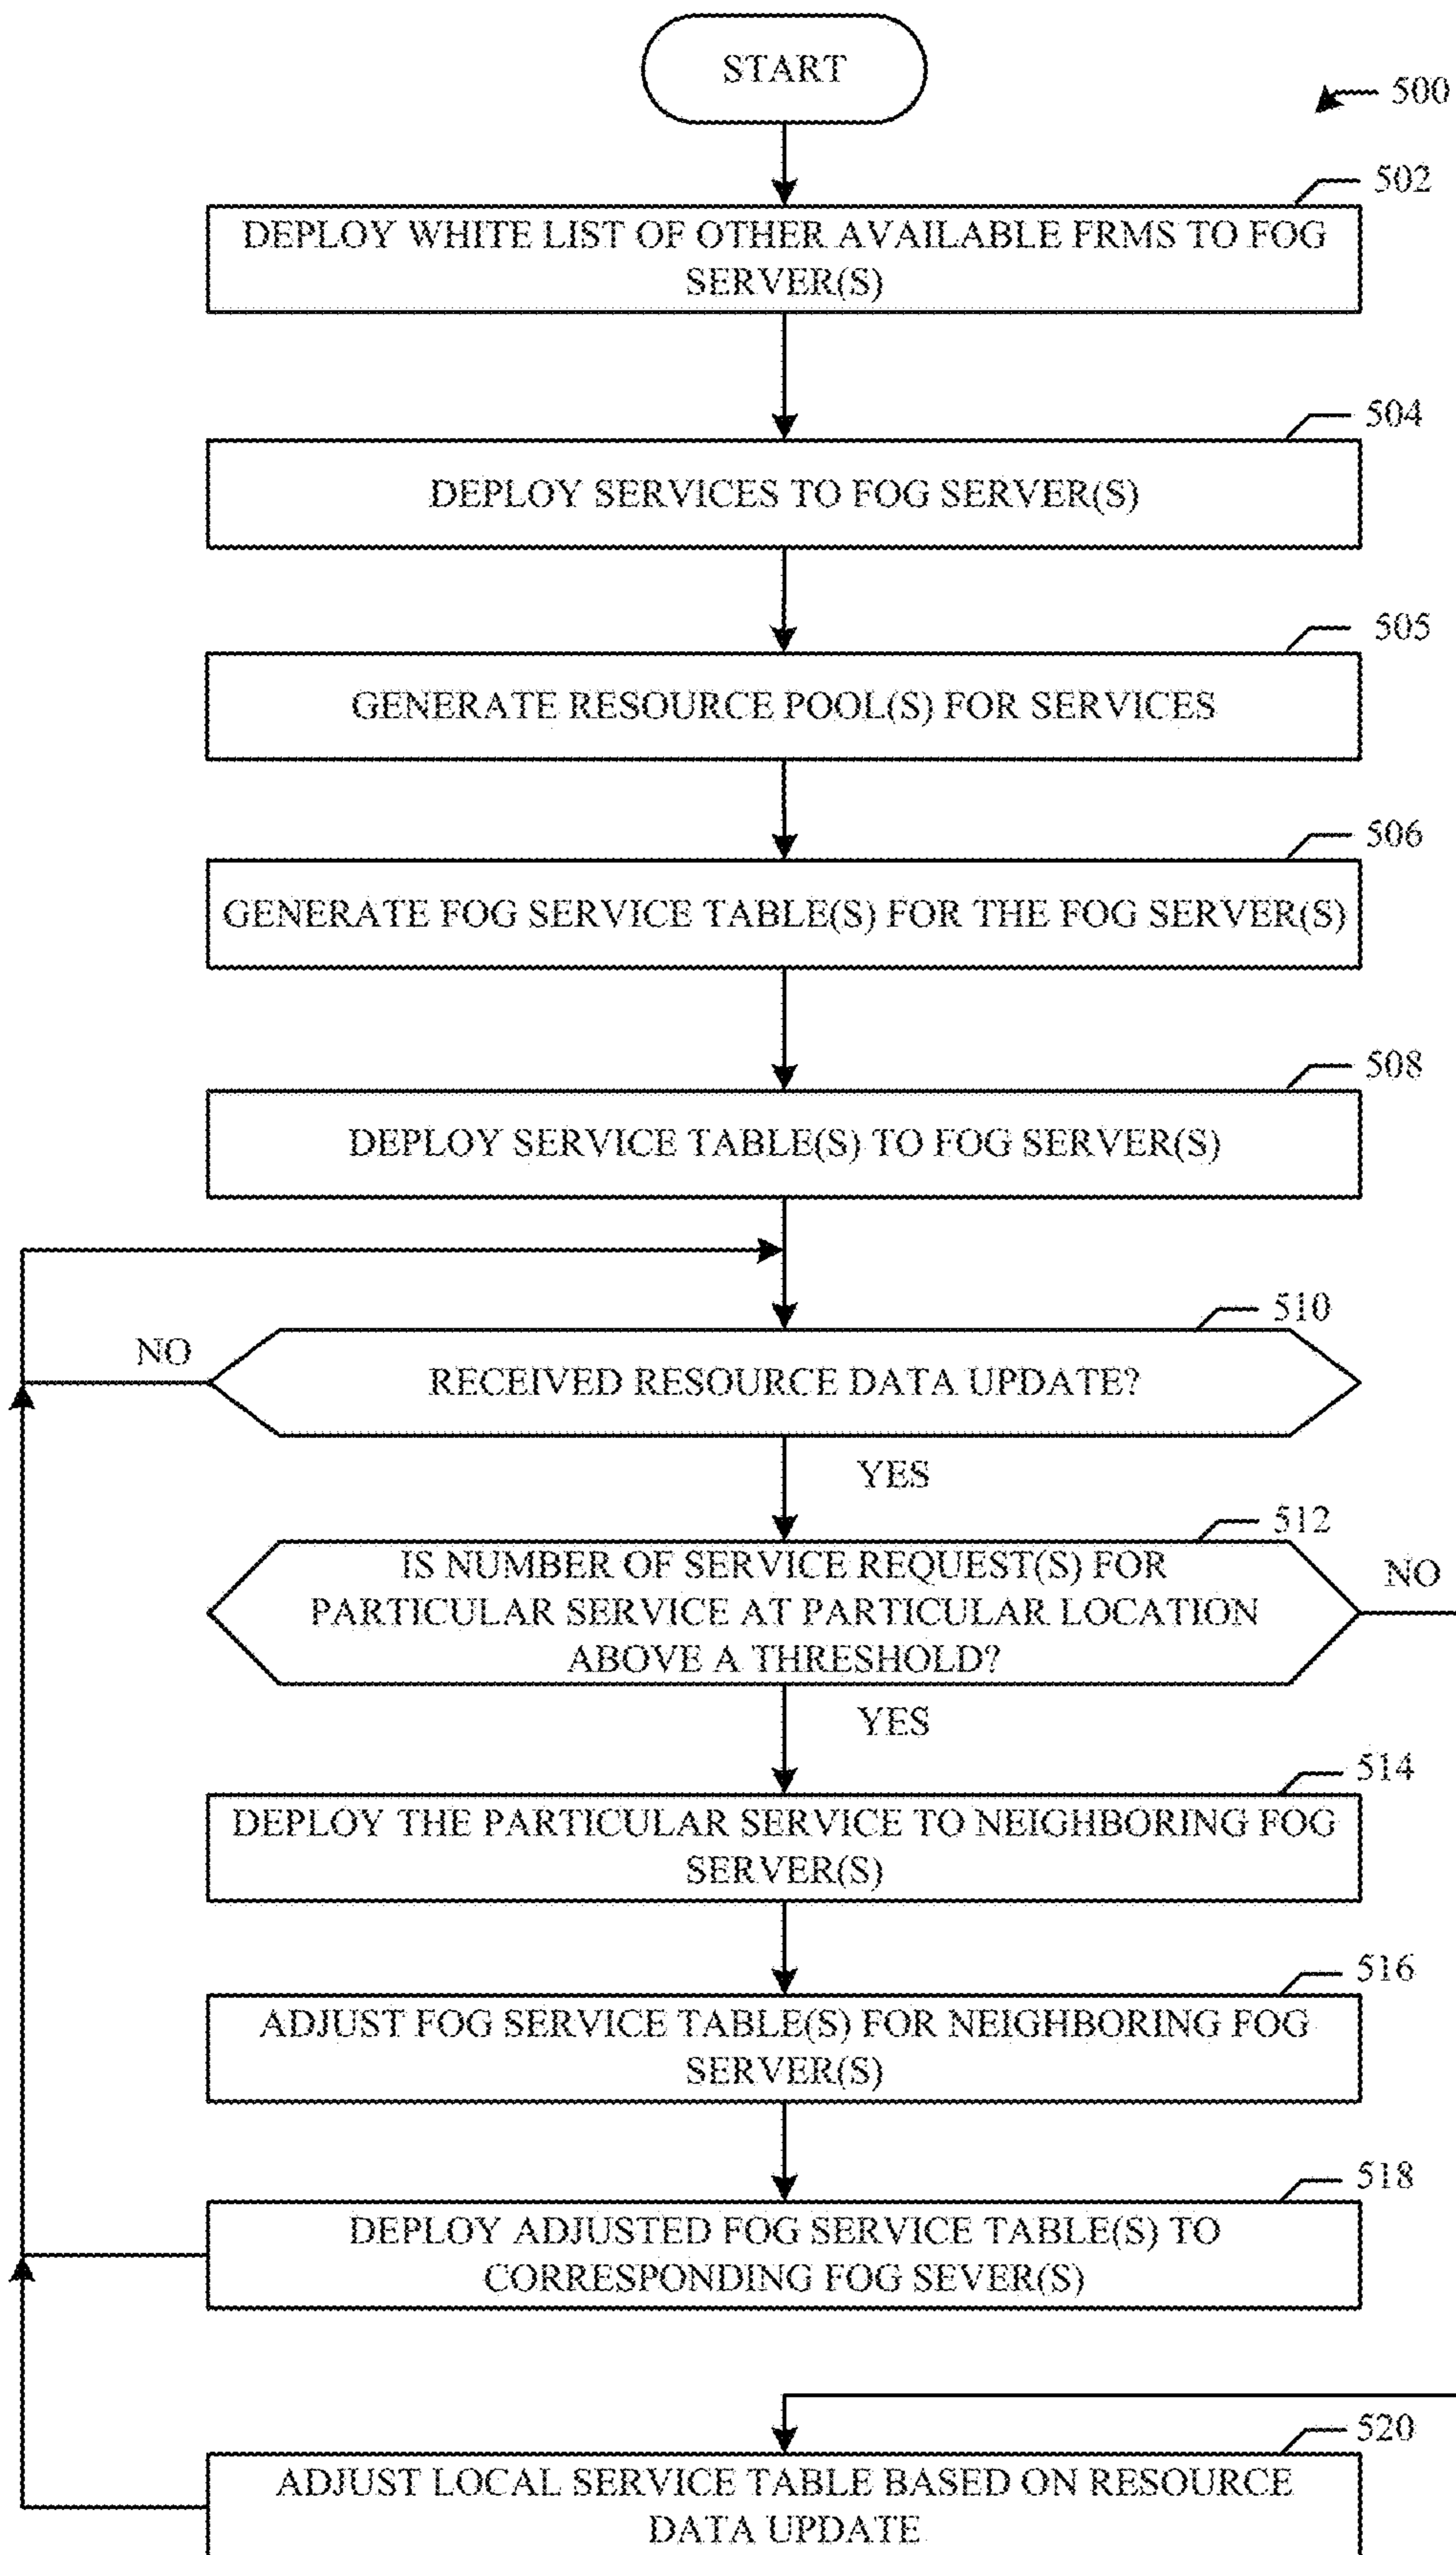 START
500
502
DEPLOY WHITE LIST OF OTHER AVAILABLE FRMS TO FOG
SERVER(S)
504
DEPLOY SERVICES TO FOG SERVER(S)
505
GENERATE RESOURCE POOL(S) FOR SERVICES
506
GENERATE FOG SERVICE TABLE(S) FOR THE FOG SERVER(S)
508
DEPLOY SERVICE TABLE(S) TO FOG SERVER(S)
510
NO
RECEIVED RESOURCE DATA UPDATE?
YES
512
IS NUMBER OF SERVICE REQUEST(S) FOR
PARTICULAR SERVICE AT PARTICULAR LOCATION
ABOVE A THRESHOLD?
NO
YES
514
DEPLOY THE PARTICULAR SERVICE TO NEIGHBORING FOG
SERVER(S)
516
ADJUST FOG SERVICE TABLE(S) FOR NEIGHBORING FOG
SERVER(S)
518
DEPLOY ADJUSTED FOG SERVICE TABLE(S) TO
CORRESPONDING FOG SEVER(S)
520
ADJUST LOCAL SERVICE TABLE BASED ON RESOURCE
DATA UPDATE